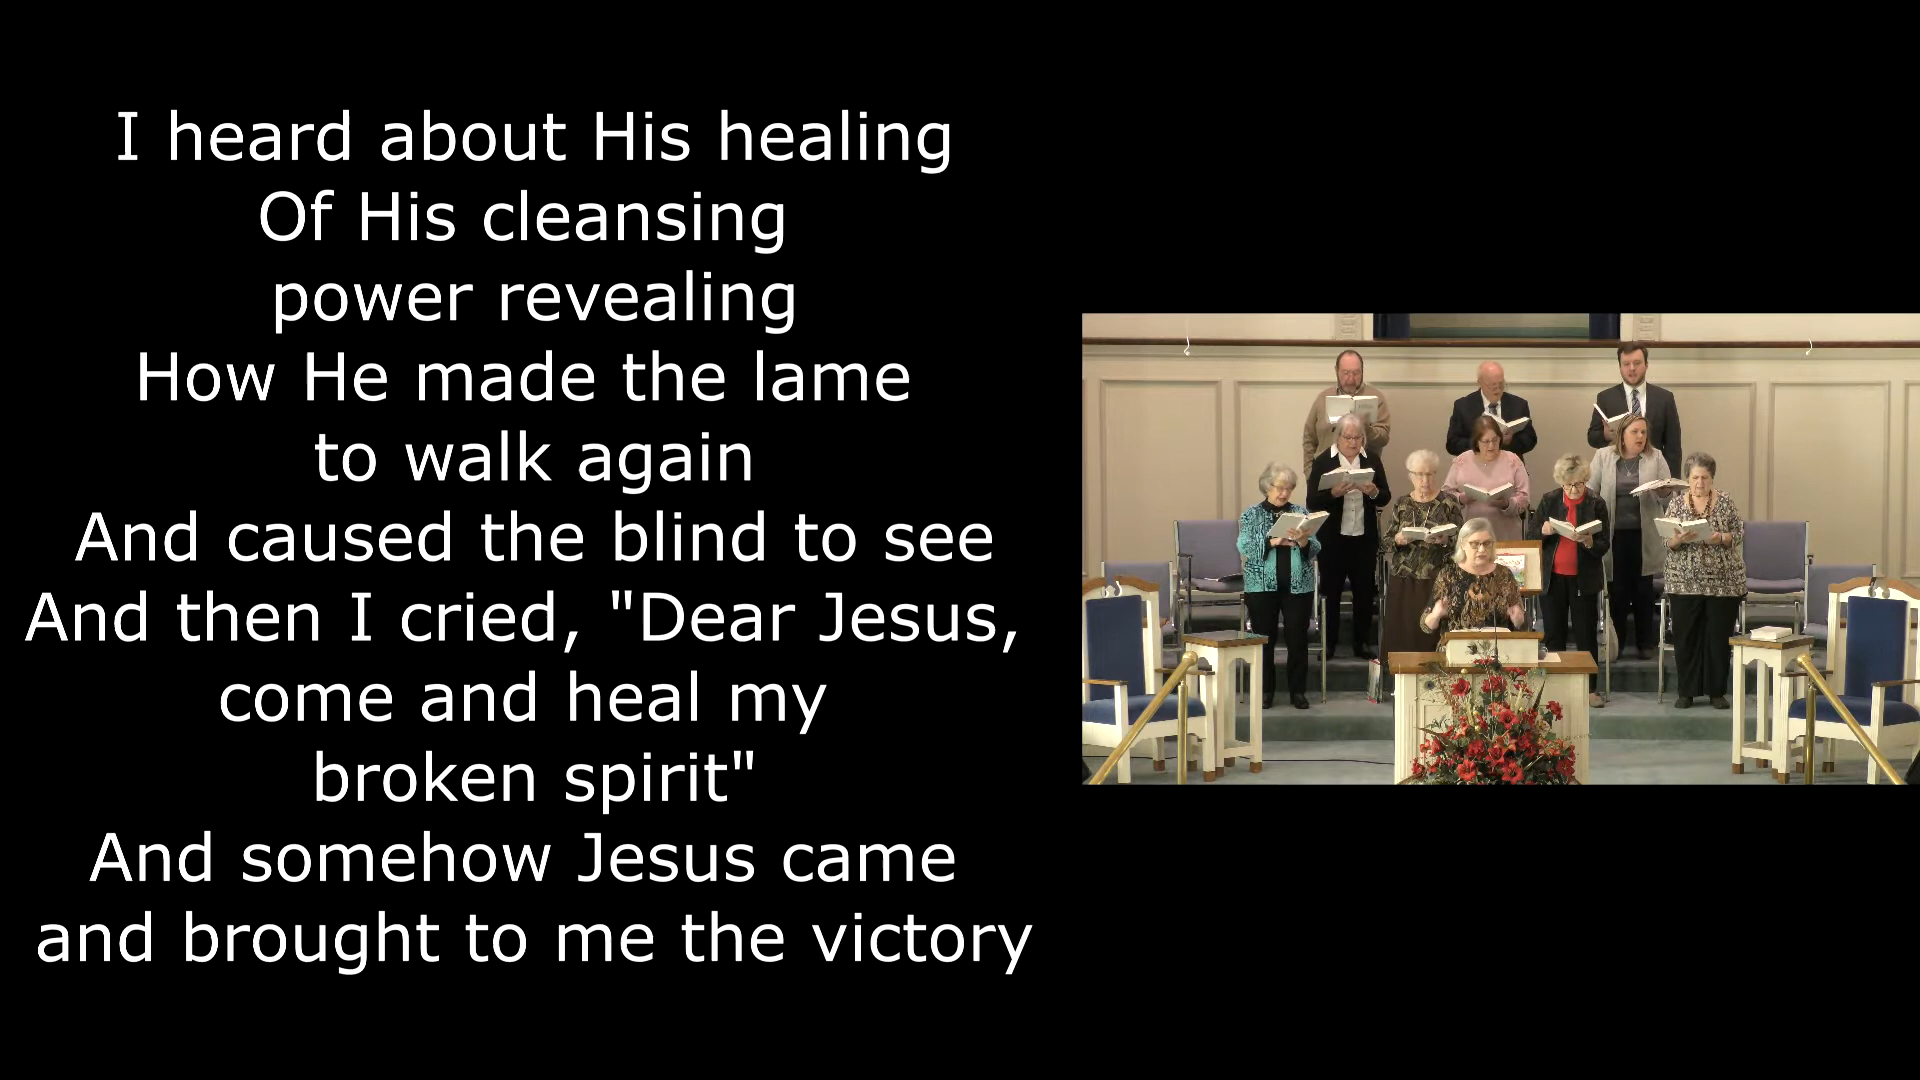 I heard about His healing
Of His cleansing
power revealing
How He made the lame
to walk again
And caused the blind to see
And then I cried, "Dear Jesus,
come and heal my
broken spirit"
And somehow Jesus came
and brought to me the victory